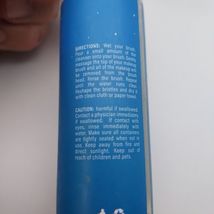 DIRECTIONS: Wet your brush.
Pour a small amount of the
cleanser onto your brush. Gently
massage the top of your makeup
brush and all of the makeup will
be removed from the brush
head. Rinse the brush. Repeat
until the water runs clear.
Reshape the bristles and dry with
a clean cloth or paper towel.
CAUTION: harmful if swallowed.
Contact a physician immediately
if swallowed. If contact with
eyes, rinse immediately with
water. Make sure all containers
are tightly sealed when not in
use. Keep away from fire and
direct sunlight. Keep out of
reach of children and pets.